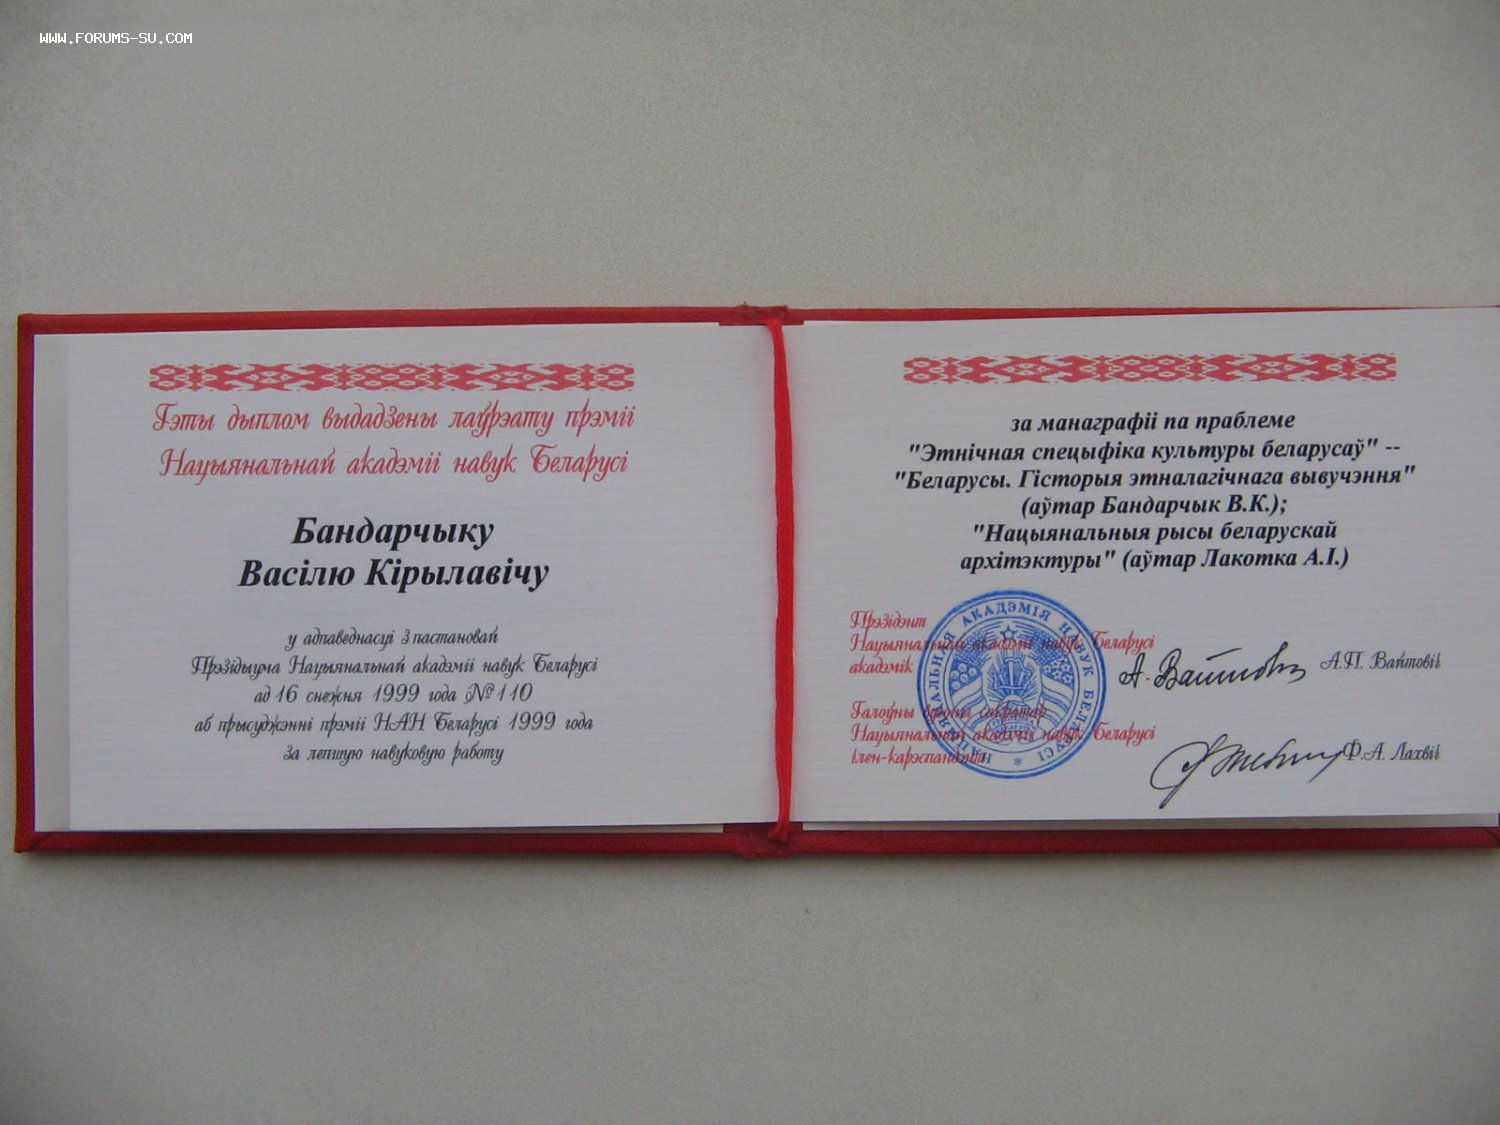 WWW.FORUMS-SU.COM
Гэты дыплом выдадзены лаўрэату прэміі
Нацыянальнай акадэміі навук Беларусі
Бандарчыку
Васілю Кірылавічу
у адпаведнасці з пастановай
Прэзідыума Нацыянальнай акадэміі навук Беларусі
ад 16 снежня 1999 года №110
аб прысуджэнні прэміі НАН Беларусі 1999 года
за лепшую навуковую работу
за манаграфіі па праблеме
"Этнічная спецыфіка культуры беларусаў" --
"Беларусы. Гісторыя этналагічнага вывучэння"
(аўтар Бандарчык В.К.);
"Нацыянальныя рысы беларускай
архітэктуры" (аўтар Лакотка А.І.)
Прэзідэнт
Нацыянальнай акадэміі навук Беларусі
акадэмік
А. Вайтовіч
А.П. Вайтовіч
Галоўны вучоны сакратар
Нацыянальнай акадэміі навук Беларусі
член-карэспандэнт
Ф.А. Лахвіч
НАЦЫЯНАЛЬНАЯ АКАДЭМІЯ НАВУК БЕЛАРУСІ *